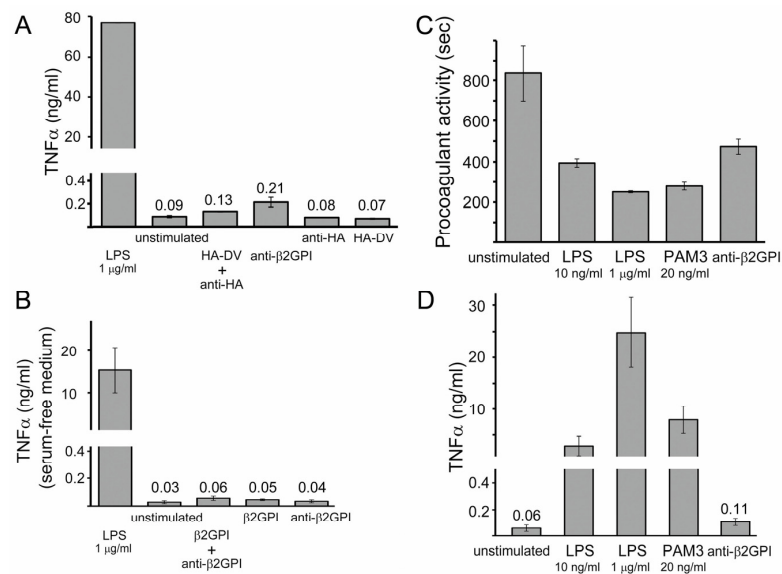 A
TNFα (ng/ml)
80
60
40
20
0.4
0.2
0.09
0.13
0.21
0.08
0.07
LPS
1 μg/ml
unstimulated
HA-DV
+
anti-HA
anti-β2GPI
anti-HA
HA-DV
B
TNFα (ng/ml)
(serum-free medium)
20
10
0.4
0.2
0.03
0.06
0.05
0.04
LPS
1 μg/ml
unstimulated
β2GPI
+
anti-β2GPI
β2GPI
anti-β2GPI
C
Procoagulant activity (sec)
800
600
400
200
unstimulated
LPS
10 ng/ml
LPS
1 μg/ml
PAM3
20 ng/ml
anti-β2GPI
D
TNFα (ng/ml)
30
20
10
0.4
0.2
0.06
0.11
unstimulated
LPS
10 ng/ml
LPS
1 μg/ml
PAM3
20 ng/ml
anti-β2GPI